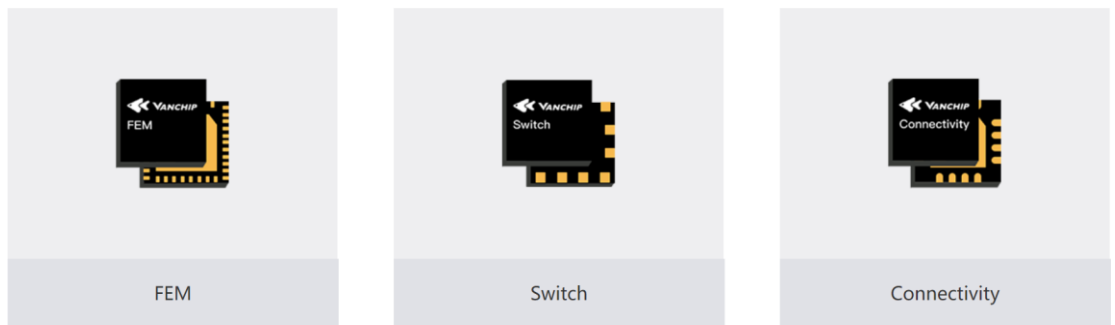 VANCHIP
FEM
VANCHIP
Switch
VANCHIP
Connectivity
FEM
Switch
Connectivity